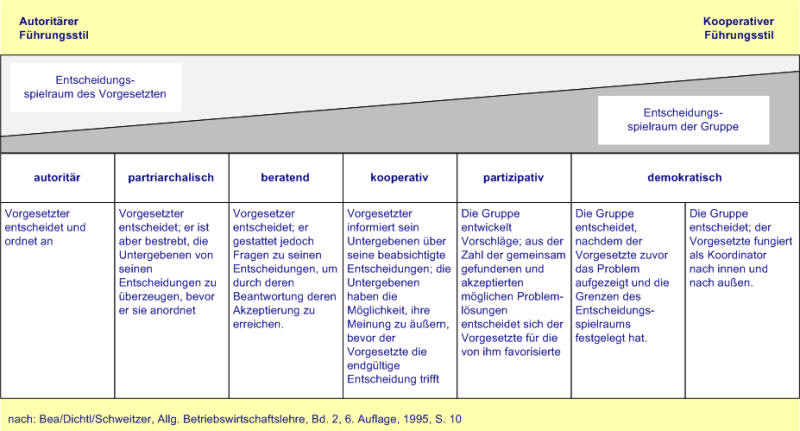 Autoritärer
Führungsstil
Kooperativer
Führungsstil
Entscheidungs-
spielraum des Vorgesetzten
Entscheidungs-
spielraum der Gruppe
autoritär
partriarchalisch
beratend
kooperativ
partizipativ
demokratisch
Vorgesetzter
entscheidet und
ordnet an
Vorgesetzter
entscheidet; er ist
aber bestrebt, die
Untergebenen von
seinen
Entscheidungen zu
überzeugen, bevor
er sie anordnet
Vorgesetzer
entscheidet; er
gestattet jedoch
Fragen zu seinen
Entscheidungen, um
durch deren
Beantwortung deren
Akzeptierung zu
erreichen.
Vorgesetzter
informiert sein
Untergebenen über
seine beabsichtigte
Entscheidungen; die
Untergebenen
haben die
Möglichkeit, ihre
Meinung zu äußern,
bevor der
Vorgesetzte die
endgültige
Entscheidung trifft
Die Gruppe
entwickelt
Vorschläge; aus der
Zahl der gemeinsam
gefundenen und
akzeptierten
möglichen Problem-
lösungen
entscheidet sich der
Vorgesetzte für die
von ihm favorisierte
Die Gruppe
entscheidet,
nachdem der
Vorgesetzte zuvor
das Problem
aufgezeigt und die
Grenzen des
Entscheidungs-
spielraums
festgelegt hat.
Die Gruppe
entscheidet; der
Vorgesetzte fungiert
als Koordinator
nach innen und
nach außen.
nach: Bea/Dichtl/Schweitzer, Allg. Betriebswirtschaftslehre, Bd. 2, 6. Auflage, 1995, S. 10